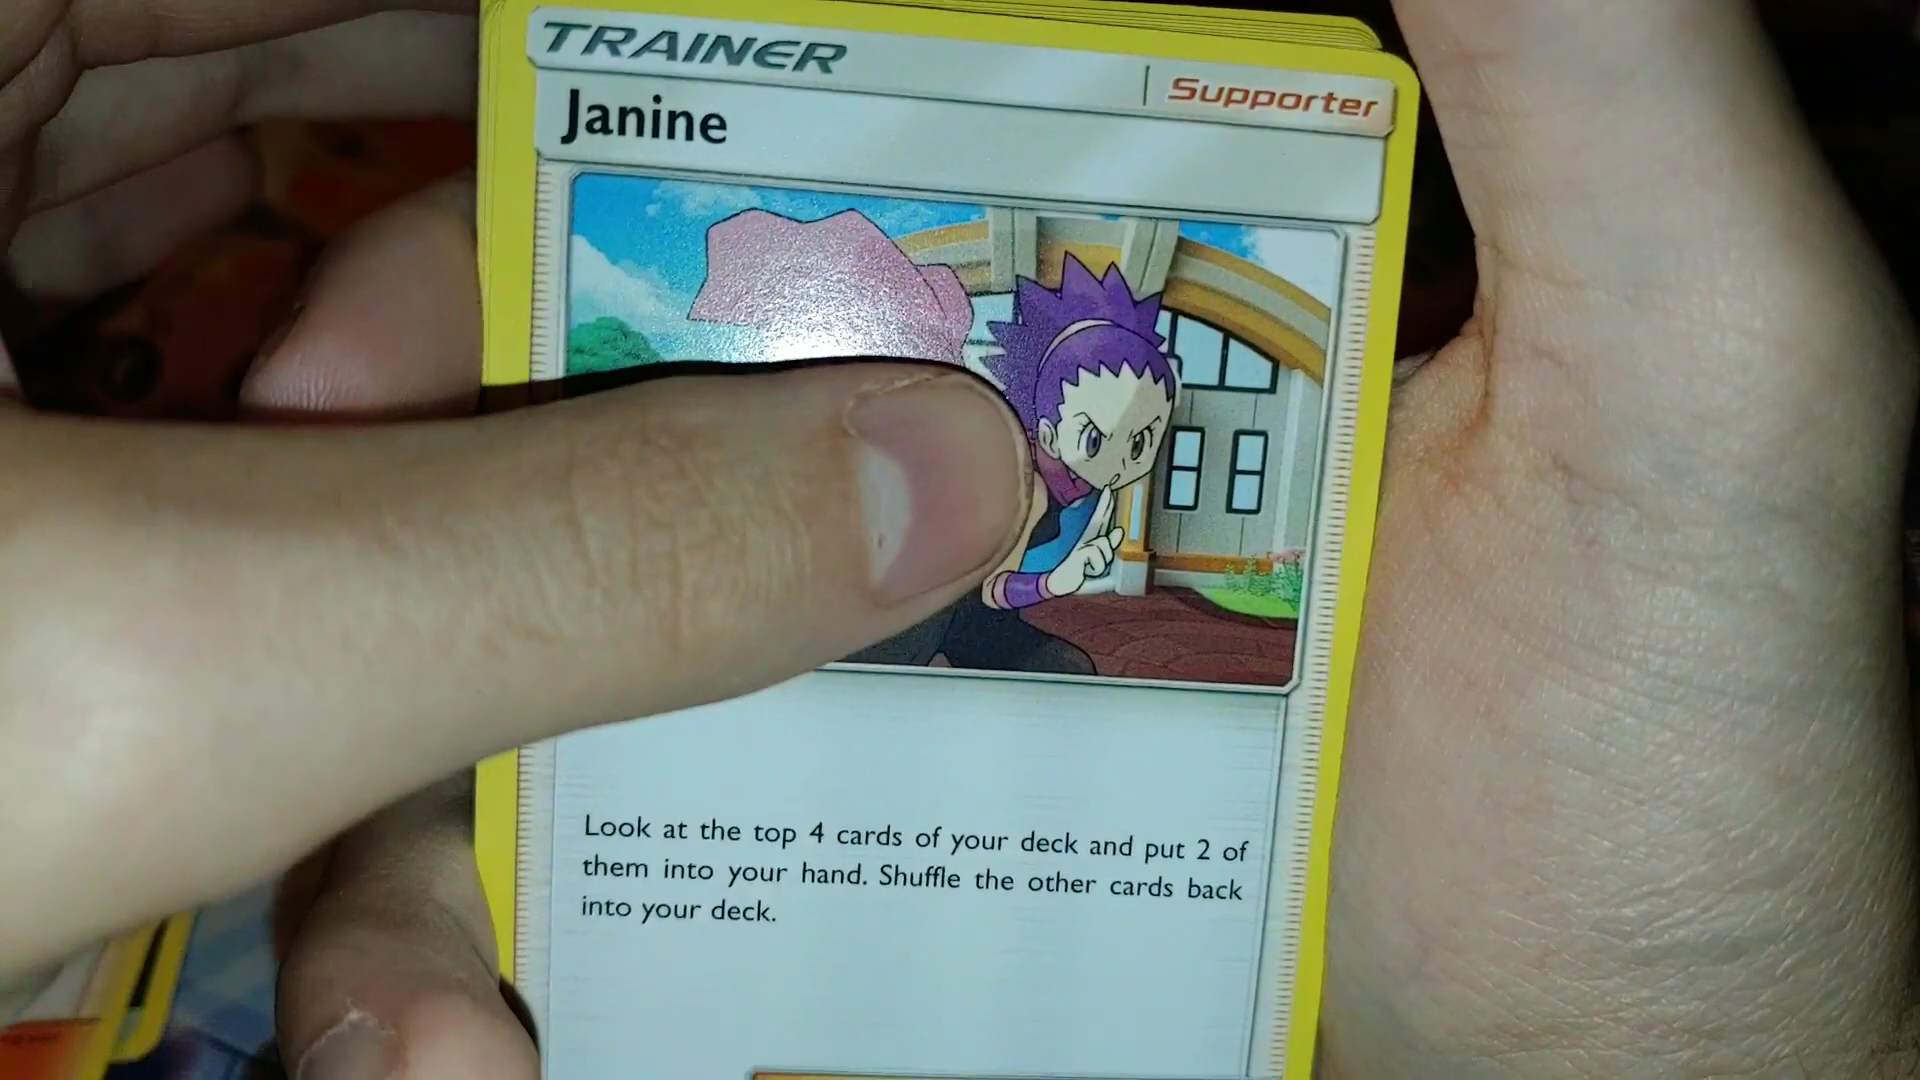 TRAINER
Supporter
Janine
Look at the top 4 cards of your deck and put 2 of
them into your hand. Shuffle the other cards back
into your deck.